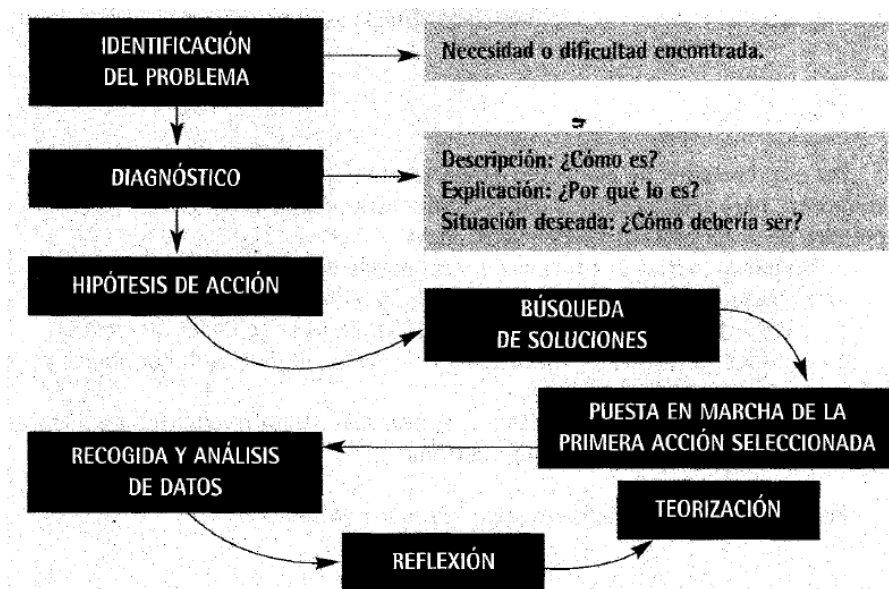 IDENTIFICACIÓN
DEL PROBLEMA
Necesidad o dificultad encontrada.
DIAGNÓSTICO
Descripción: ¿Cómo es?
Explicación: ¿Por qué lo es?
Situación deseada: ¿Cómo debería ser?
HIPÓTESIS DE ACCIÓN
BÚSQUEDA
DE SOLUCIONES
PUESTA EN MARCHA DE LA
PRIMERA ACCIÓN SELECCIONADA
RECOGIDA Y ANÁLISIS
DE DATOS
REFLEXIÓN
TEORIZACIÓN